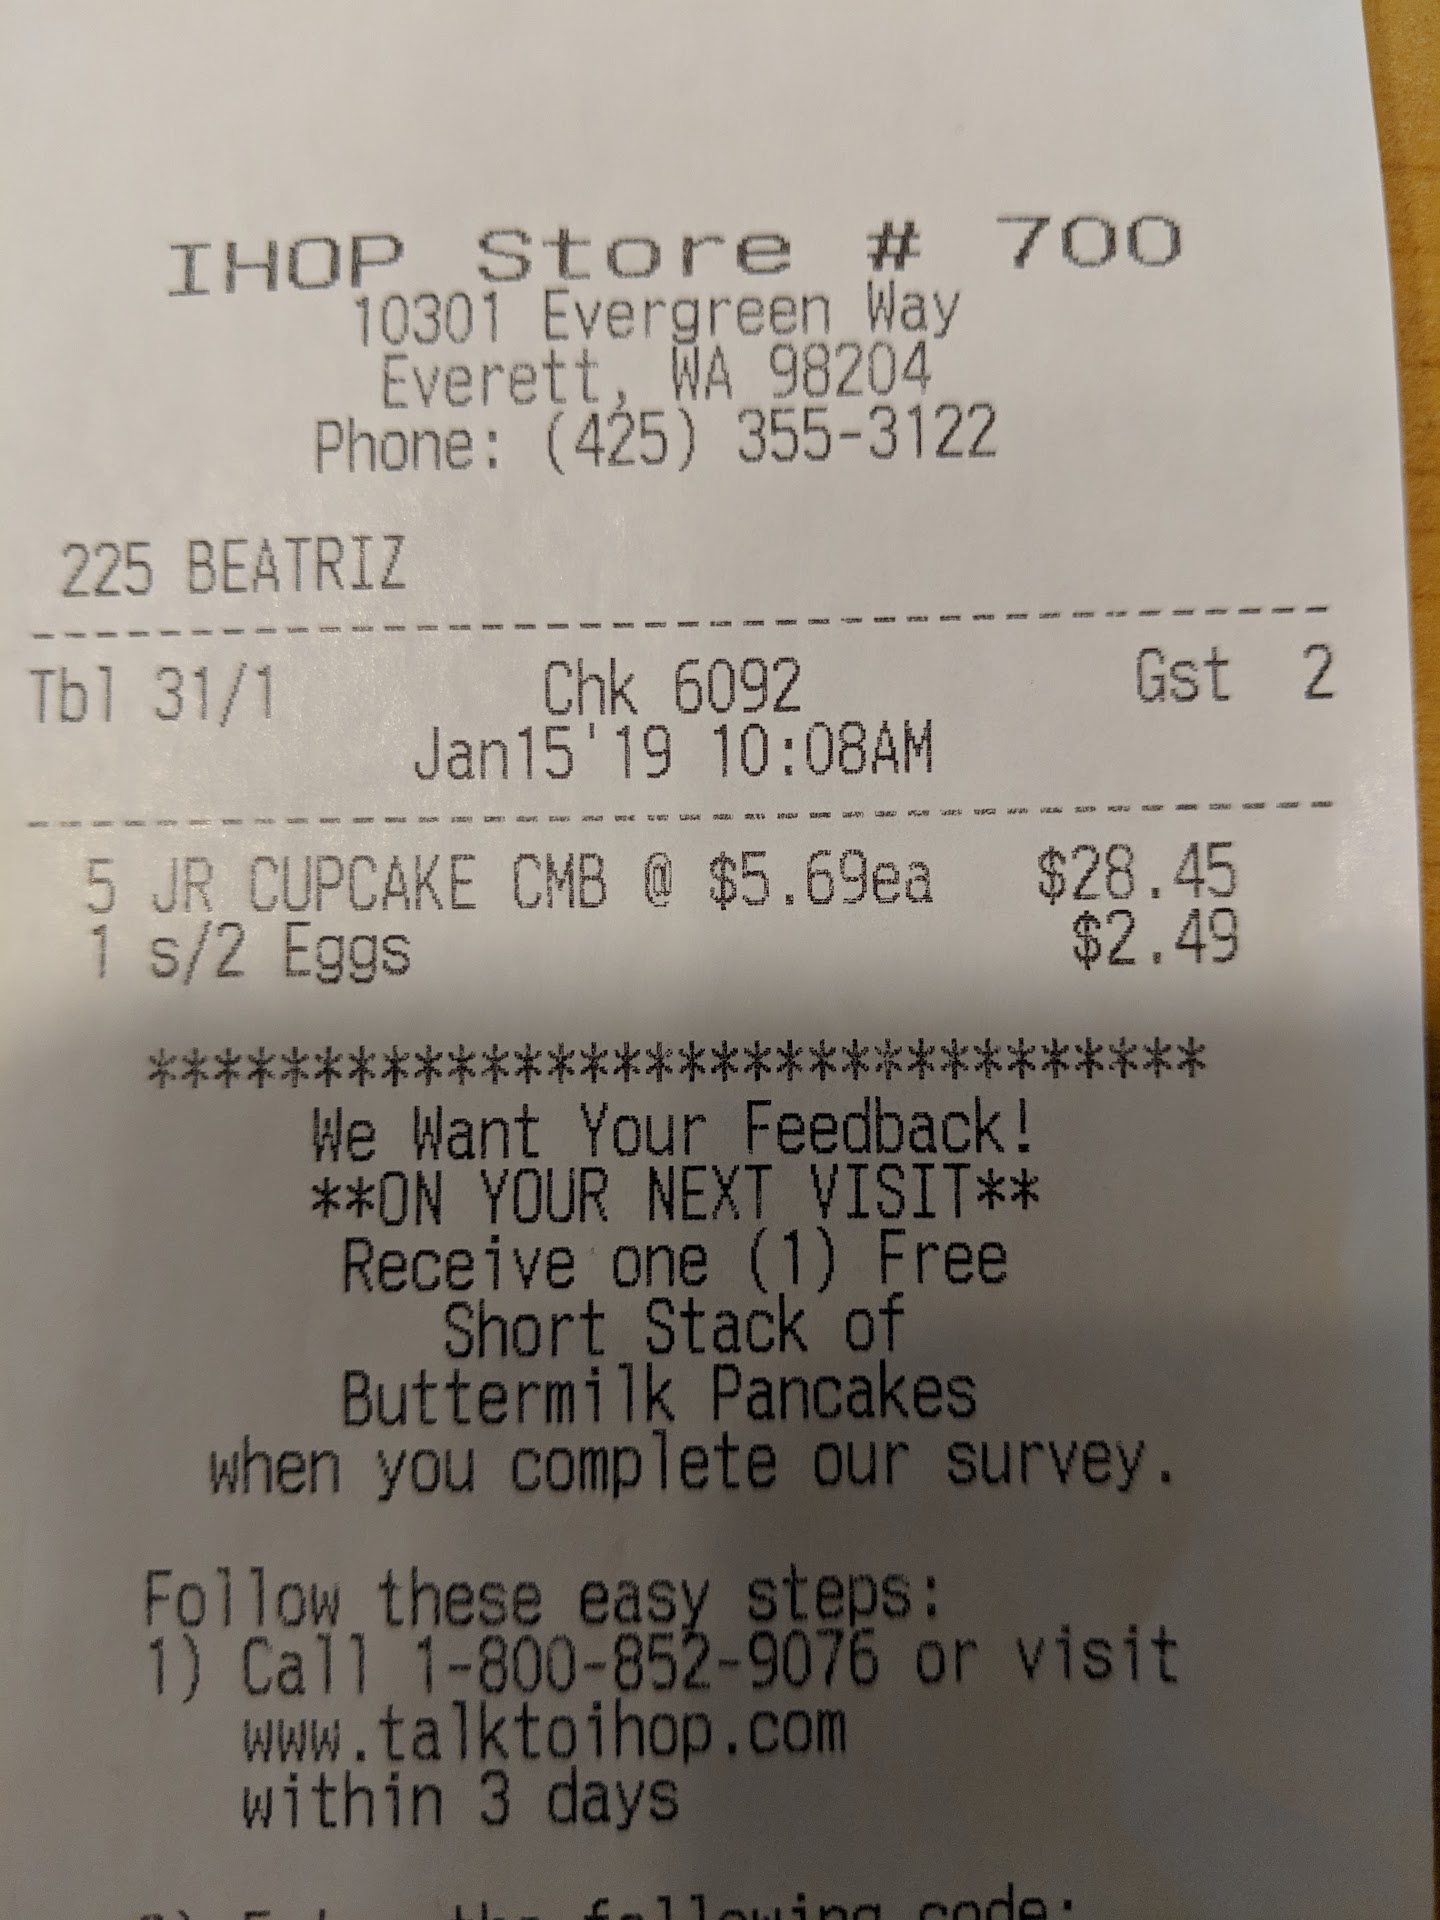 IHOP Store # 700
10301 Evergreen Way
Everett, WA 98204
Phone: (425) 355-3122
225 BEATRIZ
--------------------------------------
Tbl 31/1 Chk 6092 Gst 2
Jan15'19 10:08AM
--------------------------------------
5 JR CUPCAKE CMB @ $5.69ea $28.45
1 s/2 Eggs $2.49
********************************
We Want Your Feedback!
**ON YOUR NEXT VISIT**
Receive one (1) Free
Short Stack of
Buttermilk Pancakes
when you complete our survey.
Follow these easy steps:
1) Call 1-800-852-9076 or visit
www.talktoihop.com
within 3 days
the following code: